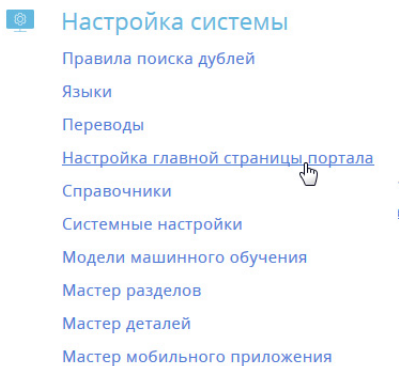 Настройка системы
Правила поиска дублей
Языки
Переводы
Настройка главной страницы портала
Справочники
Системные настройки
Модели машинного обучения
Мастер разделов
Мастер деталей
Мастер мобильного приложения